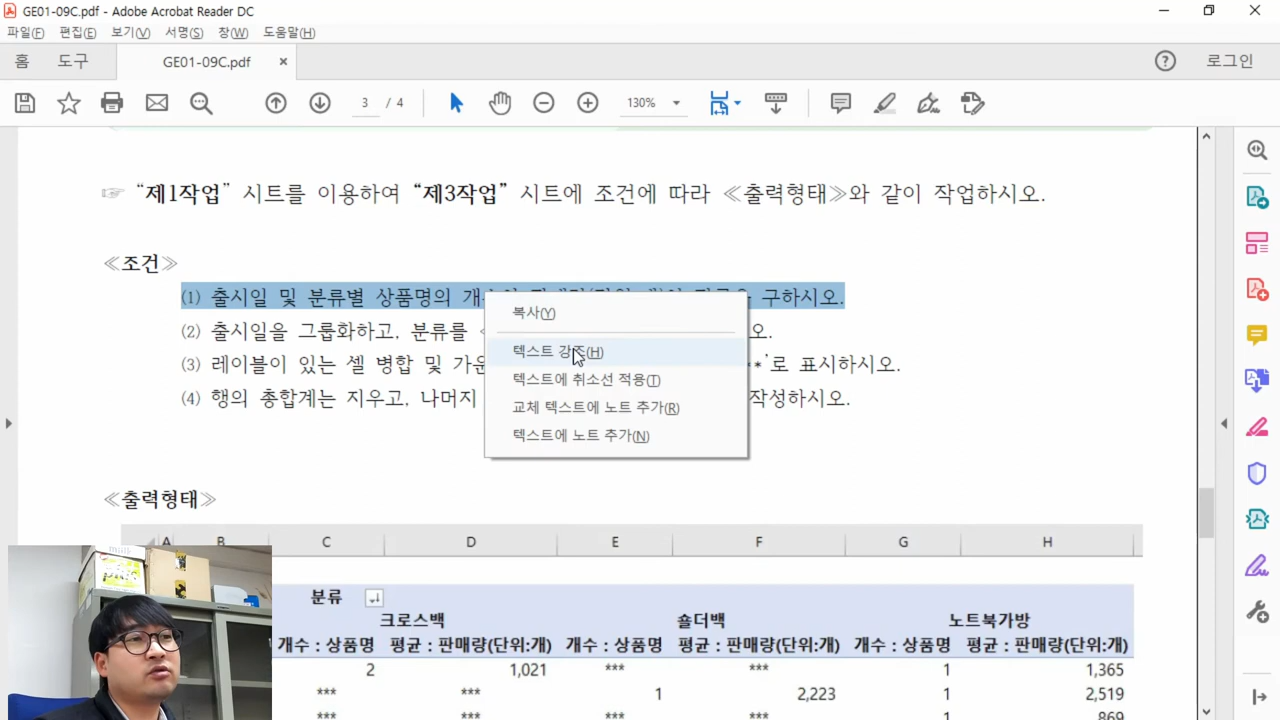 GE01-09C.pdf - Adobe Acrobat Reader DC
파일(F) 편집(E) 보기(V) 서명(S) 창(W) 도움말(H)
홈 도구 GE01-09C.pdf × ? 로그인
3 / 4 130%
☞ “제1작업” 시트를 이용하여 “제3작업” 시트에 조건에 따라 ≪출력형태≫와 같이 작업하시오.
≪조건≫
(1) 출시일 및 분류별 상품명의 구하시오.
(2) 출시일을 그룹화하고, 분류를 오.
(3) 레이블이 있는 셀 병합 및 **'로 표시하시오.
(4) 행의 총합계는 지우고, 나머지 작성하시오.
복사(Y)
텍스트 강조(H)
텍스트에 취소선 적용(T)
교체 텍스트에 노트 추가(R)
텍스트에 노트 추가(N)
≪출력형태≫
A B C D E F G H
분류
크로스백 숄더백 노트북가방
개수 : 상품명 평균 : 판매량(단위:개) 개수 : 상품명 평균 : 판매량(단위:개) 개수 : 상품명 평균 : 판매량(단위:개)
2 1,021 *** *** 1 1,365
*** *** 1 2,223 1 2,519
*** *** *** *** 1 869